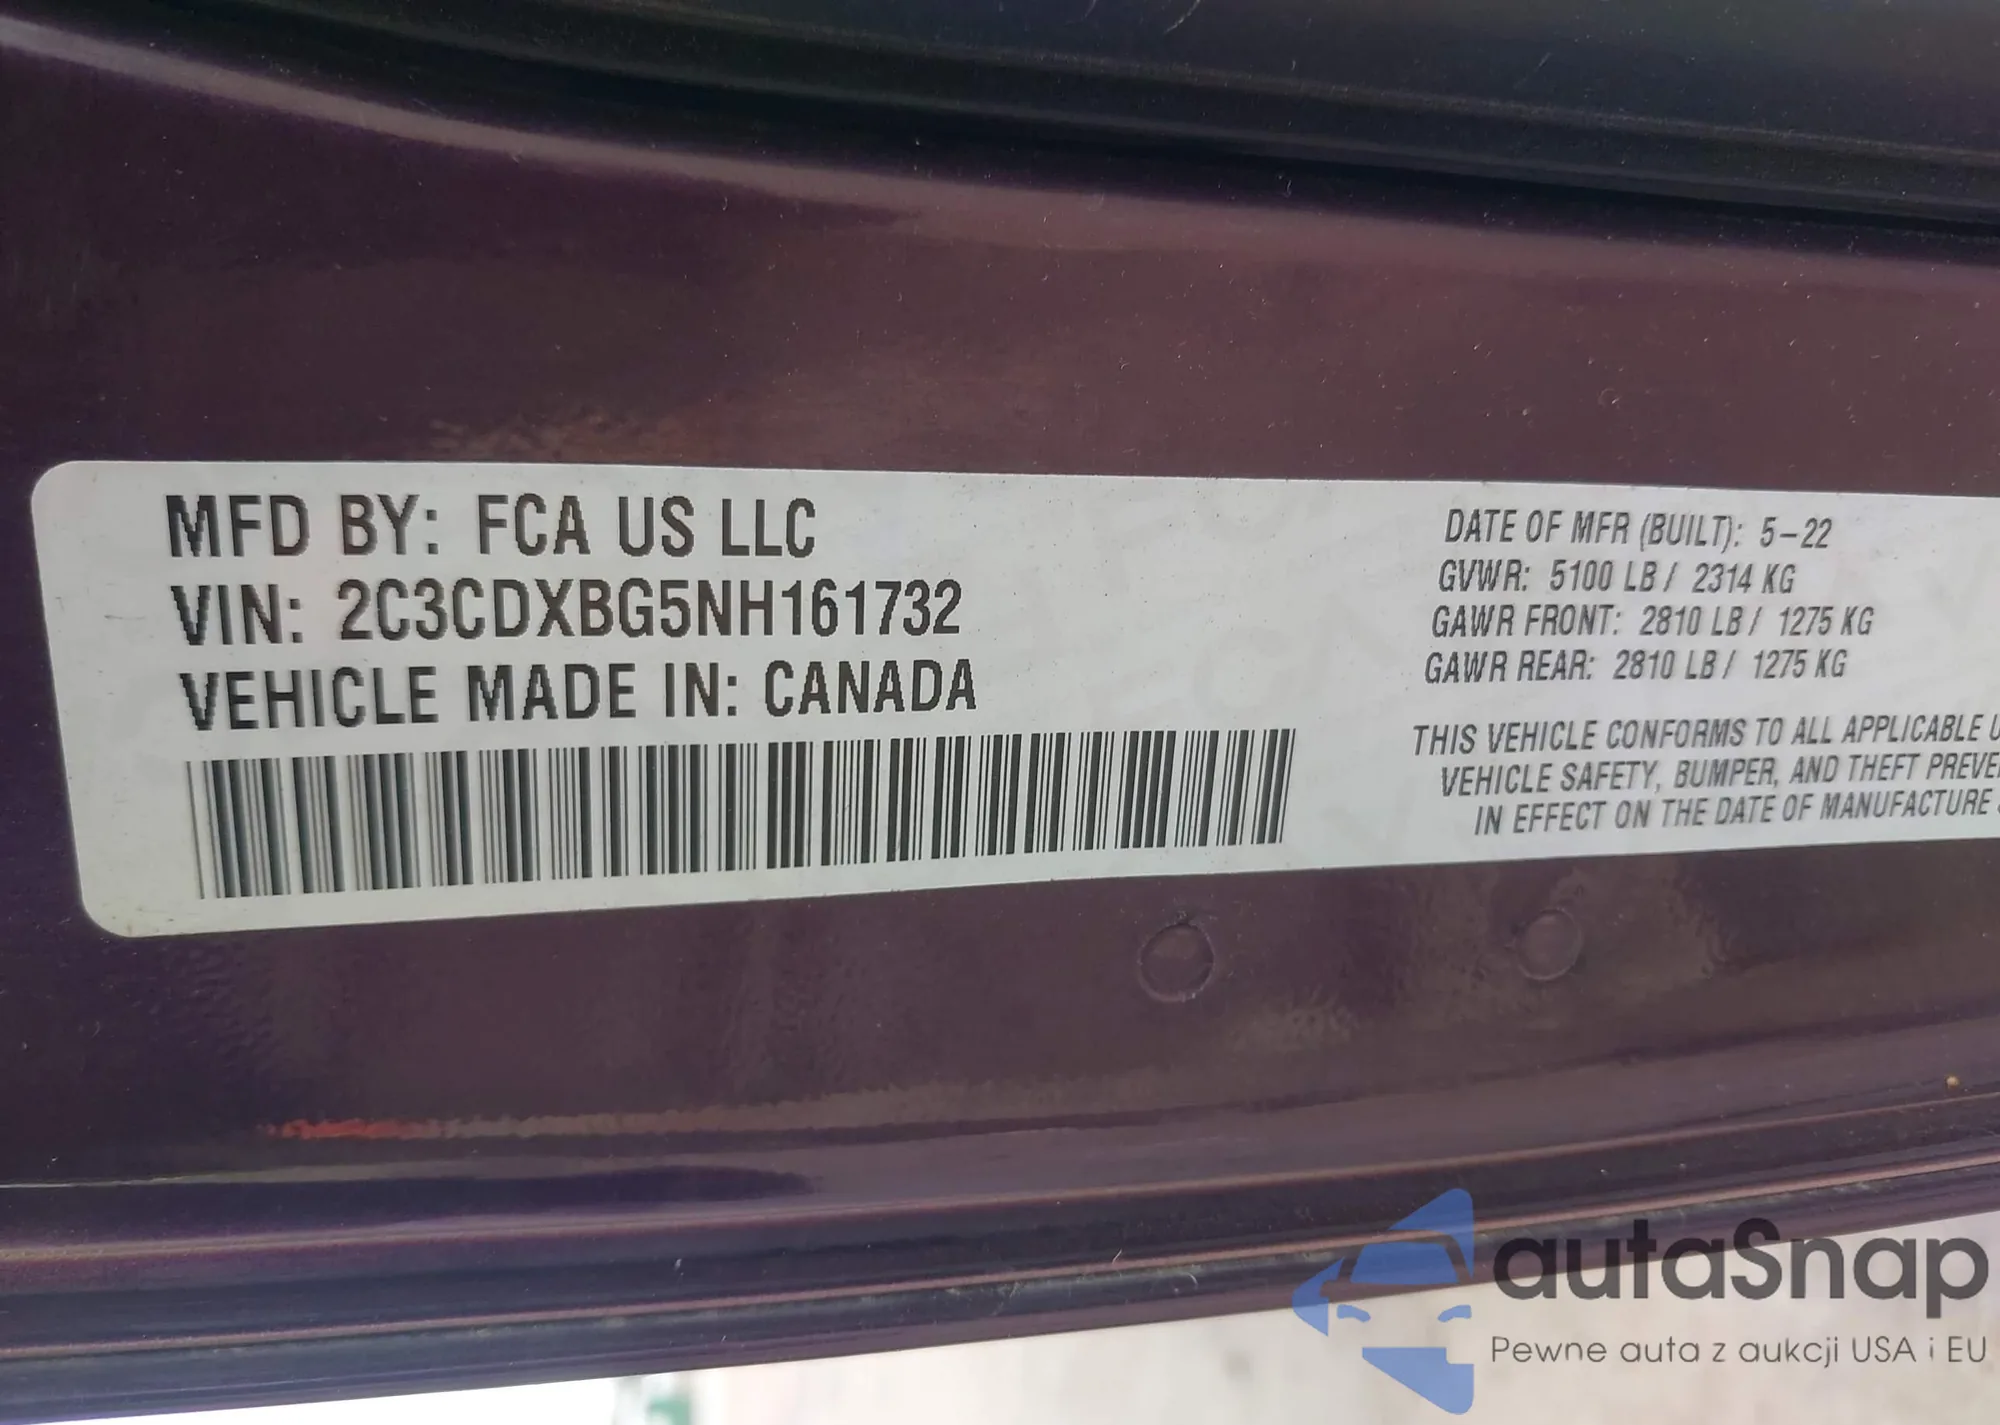 MFD BY: FCA US LLC
VIN: 2C3CDXBG5NH161732
VEHICLE MADE IN: CANADA
DATE OF MFR (BUILT): 5-22
GVWR: 5100 LB / 2314 KG
GAWR FRONT: 2810 LB / 1275 KG
GAWR REAR: 2810 LB / 1275 KG
THIS VEHICLE CONFORMS TO ALL APPLICABLE
VEHICLE SAFETY, BUMPER, AND THEFT
IN EFFECT ON THE DATE OF MANUFACTURE
autaSnap
Pewne auta z aukcji USA i EU